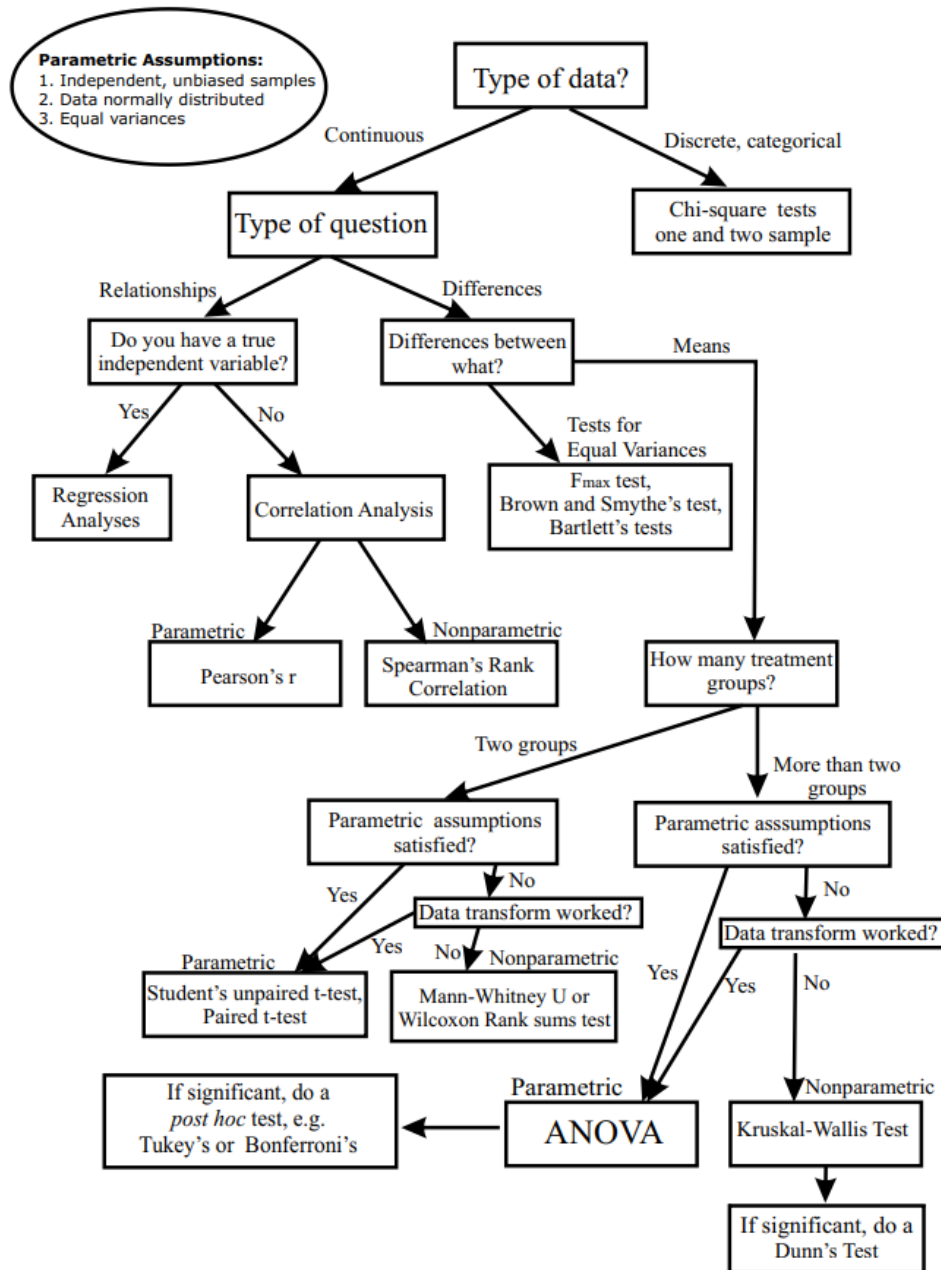 Parametric Assumptions:
1. Independent, unbiased samples
2. Data normally distributed
3. Equal variances
Type of data?
Continuous
Discrete, categorical
Type of question
Chi-square tests
one and two sample
Relationships
Differences
Do you have a true
independent variable?
Differences between
what?
Means
Yes
No
Tests for
Equal Variances
Regression
Analyses
Correlation Analysis
Fmax test,
Brown and Smythe's test,
Bartlett's tests
Parametric
Nonparametric
Pearson's r
Spearman's Rank
Correlation
How many treatment
groups?
Two groups
More than two
groups
Parametric assumptions
satisfied?
Parametric asssumptions
satisfied?
Yes
No
No
Data transform worked?
Data transform worked?
Yes
No
Yes
Yes
No
Parametric
Nonparametric
Student's unpaired t-test,
Paired t-test
Mann-Whitney U or
Wilcoxon Rank sums test
If significant, do a
post hoc test, e.g.
Tukey's or Bonferroni's
Parametric
ANOVA
Nonparametric
Kruskal-Wallis Test
If significant, do a
Dunn's Test